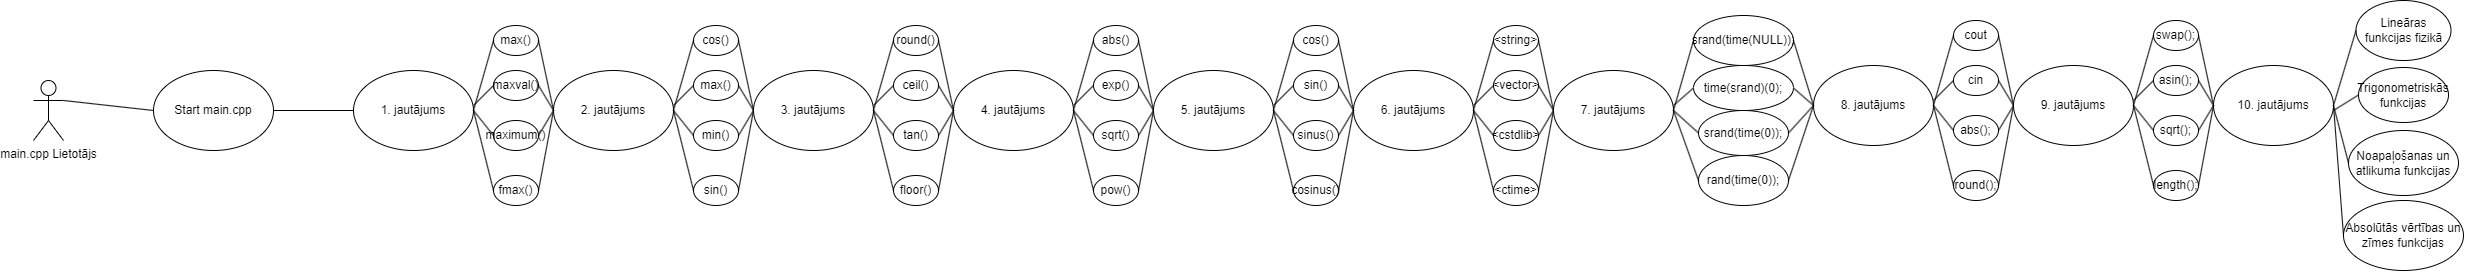 main.cpp Lietotājs
Start main.cpp
1. jautājums
max()
maxval()
maximum()
fmax()
2. jautājums
cos()
max()
min()
sin()
3. jautājums
round()
ceil()
tan()
floor()
4. jautājums
abs()
exp()
sqrt()
pow()
5. jautājums
cos()
sin()
sinus()
cosinus()
6. jautājums
<string>
<vector>
<cstdlib>
<ctime>
7. jautājums
srand(time(NULL));
time(srand)(0);
srand(time(0));
rand(time(0));
8. jautājums
cout
cin
abs();
round();
9. jautājums
swap();
asin();
sqrt();
length();
10. jautājums
Lineāras
funkcijas fizikā
Trigonometriskās
funkcijas
Noapaļošanas un
atlikuma funkcijas
Absolūtās vērtības un
zīmes funkcijas